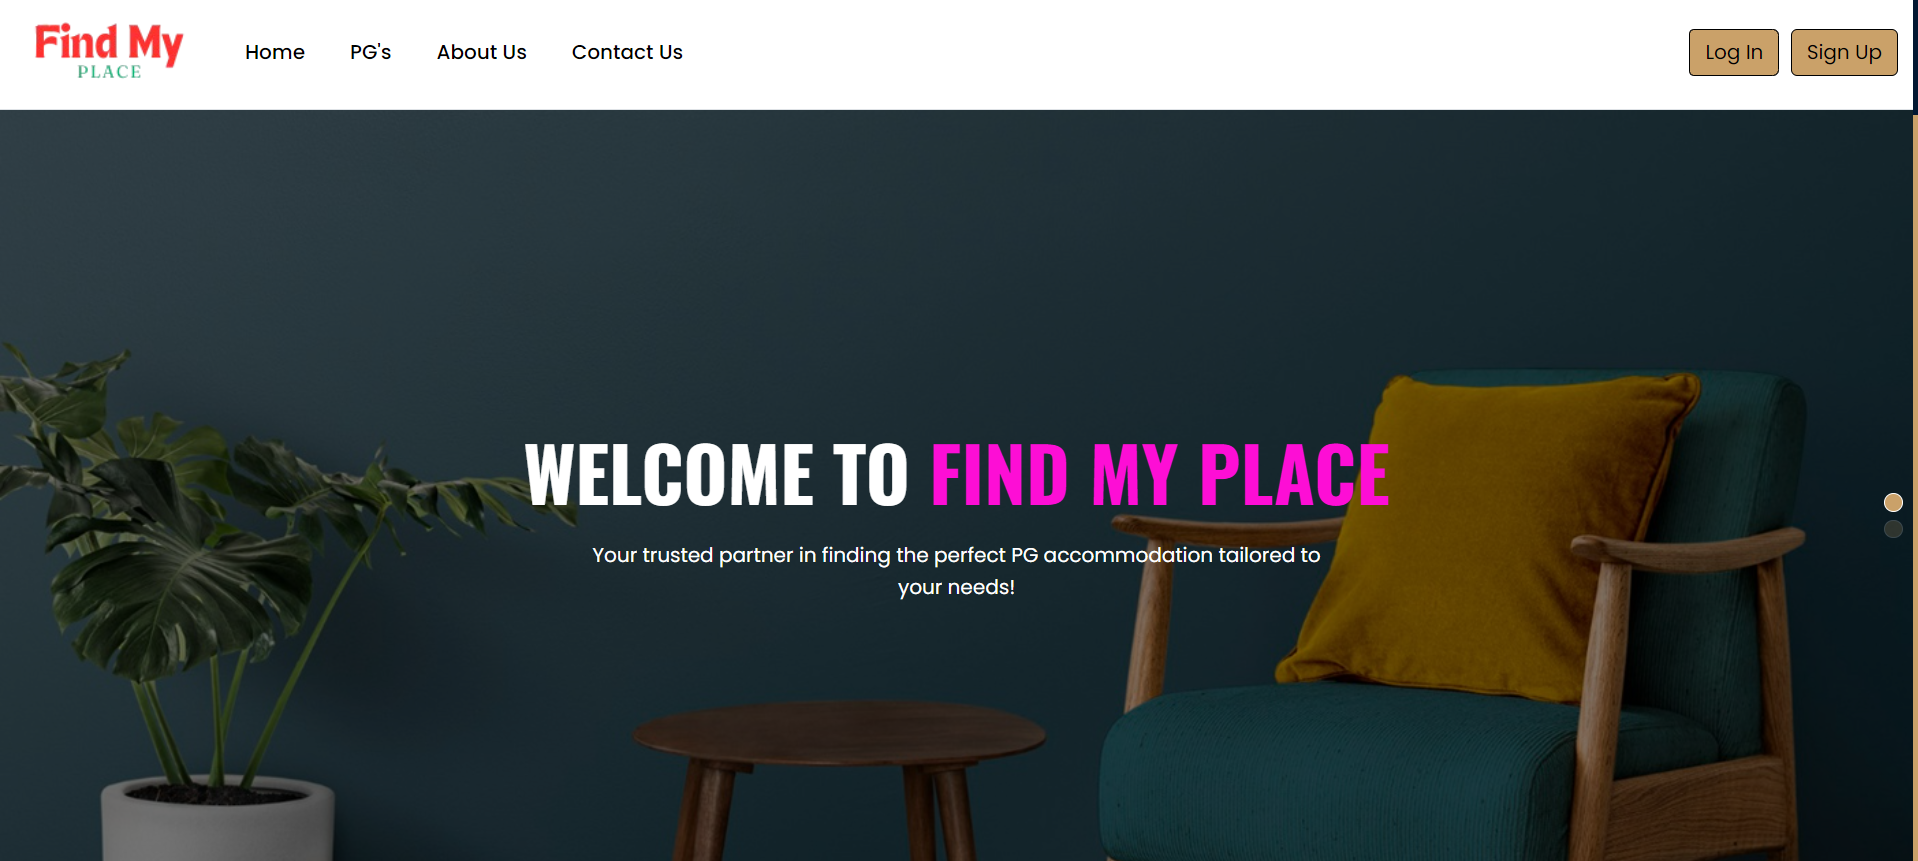 Find My
PLACE
Home PG's About Us Contact Us
Log In Sign Up
WELCOME TO FIND MY PLACE
Your trusted partner in finding the perfect PG accommodation tailored to
your needs!